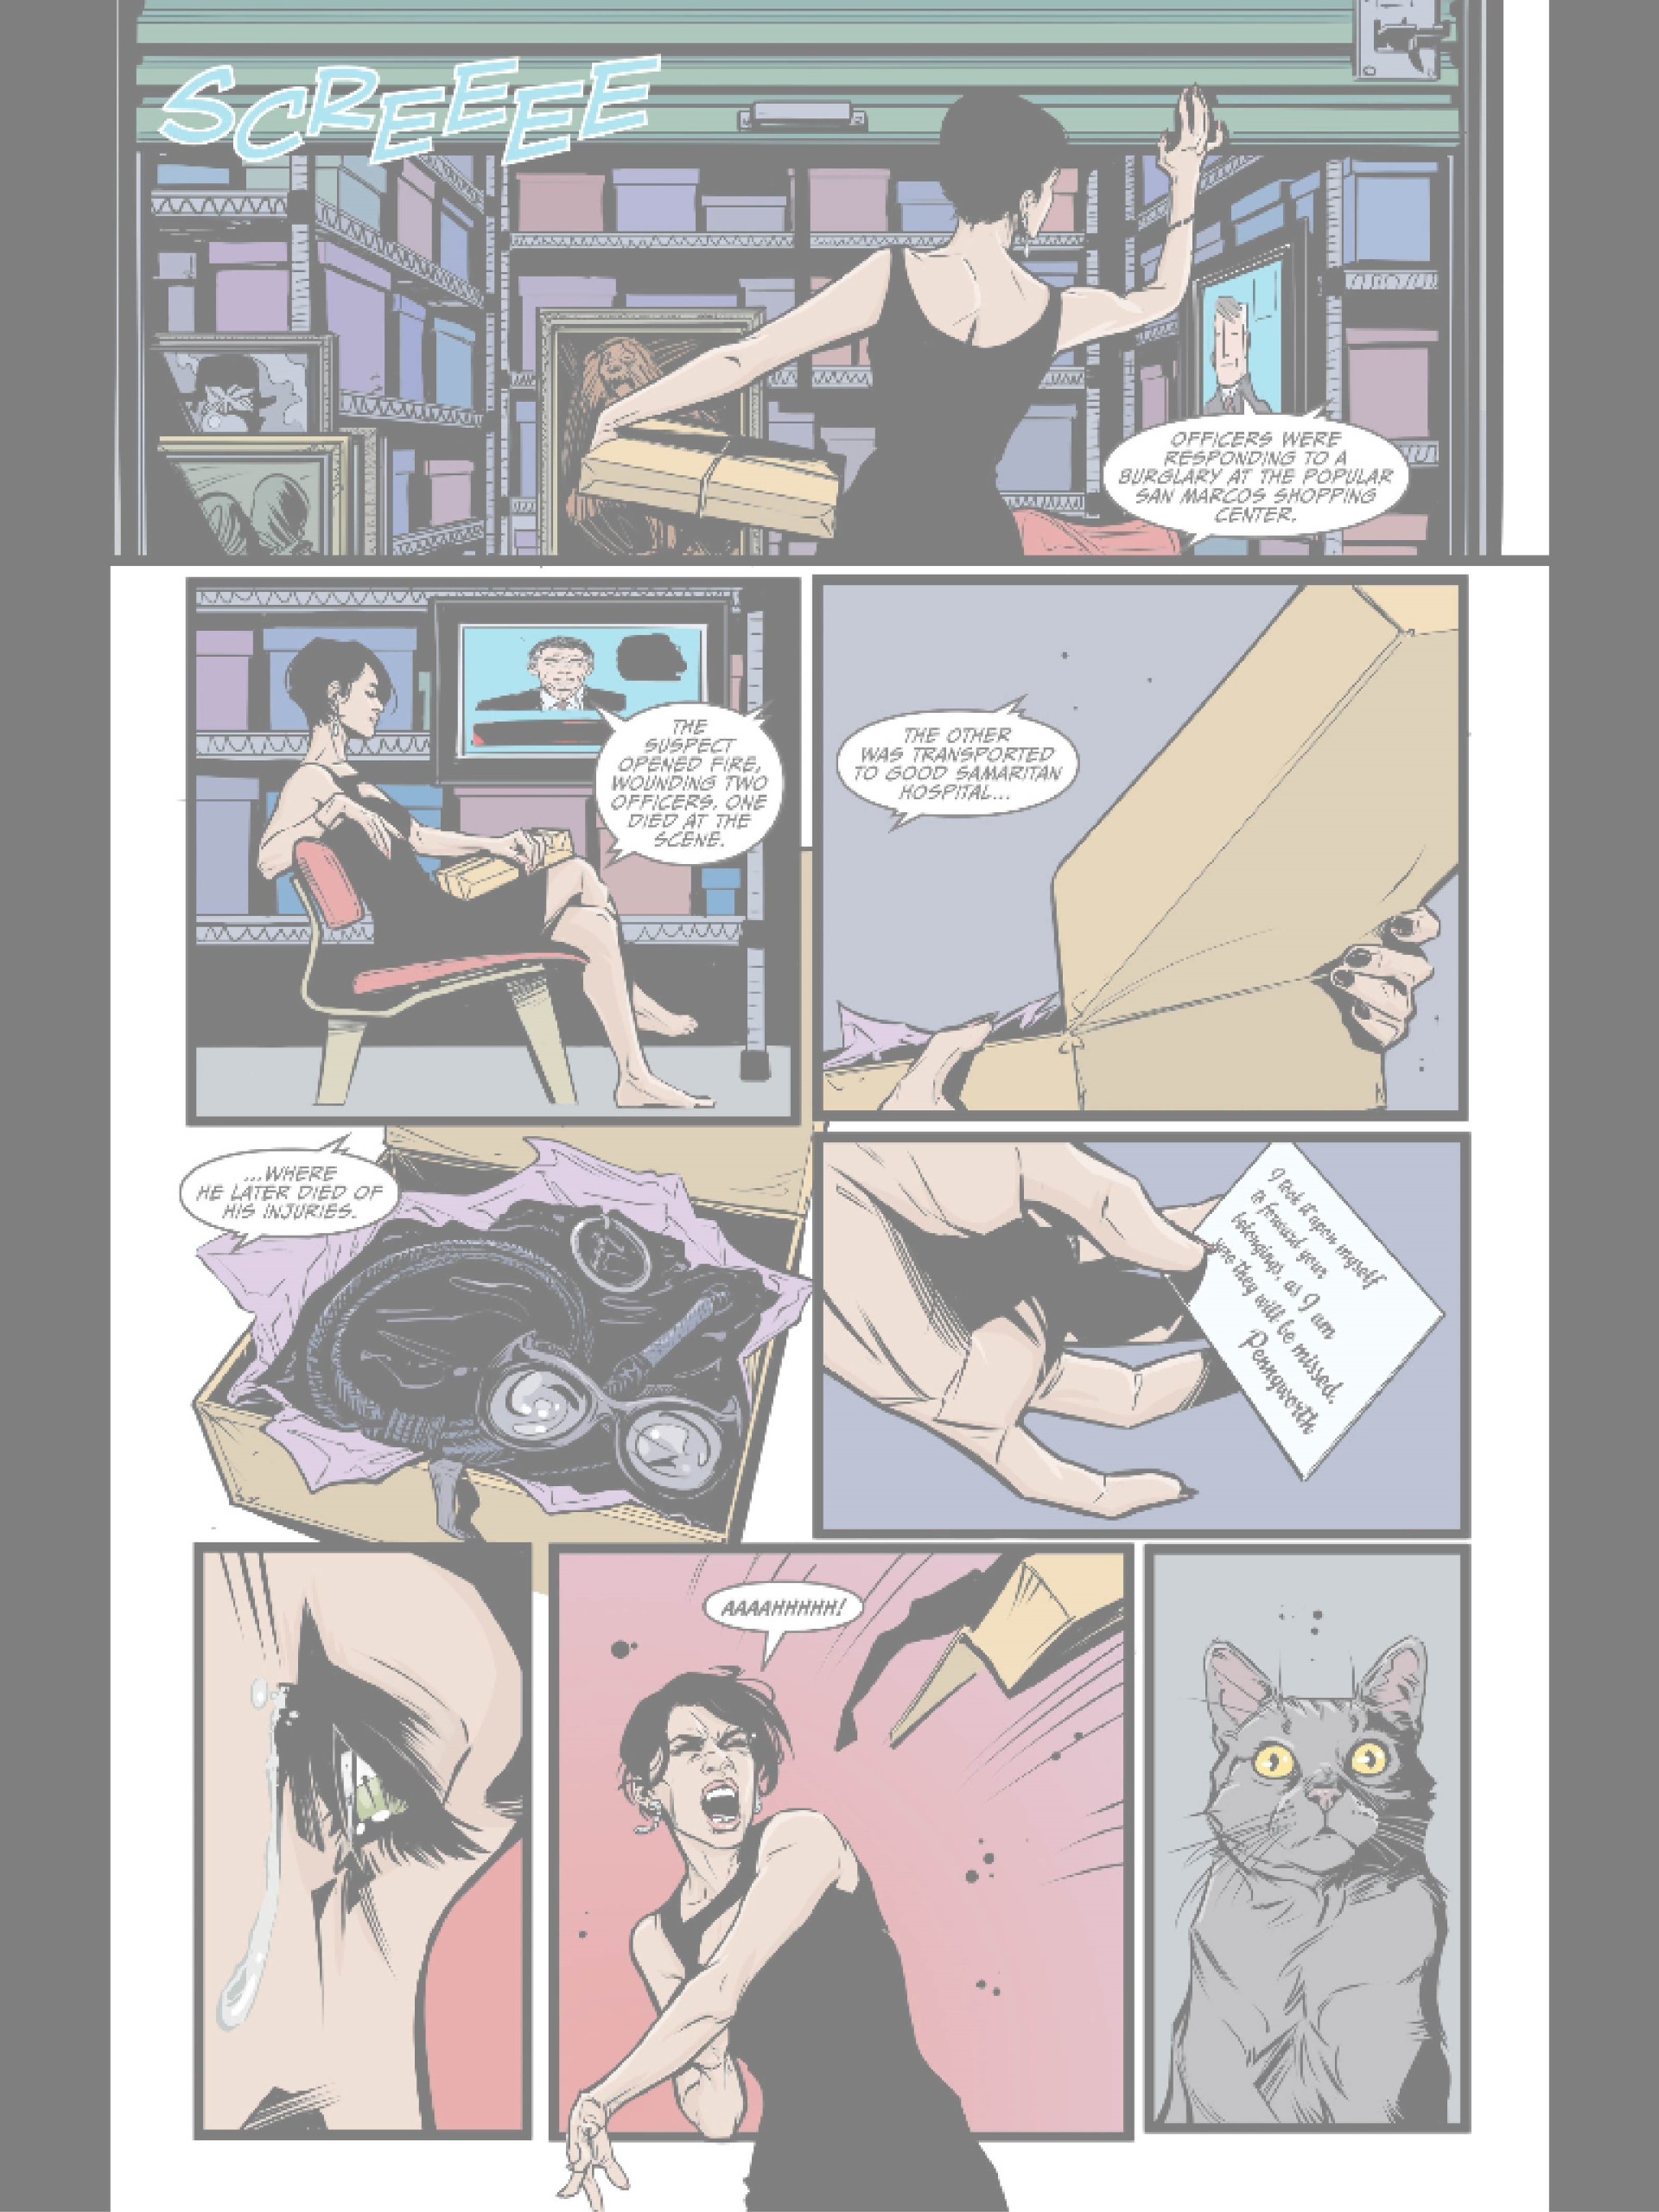 SCREEEEE
OFFICERS WERE
RESPONDING TO A
BURGLARY AT THE POPULAR
SAN MARCOS SHOPPING
CENTER.
THE
SUSPECT
OPENED FIRE,
WOUNDING TWO
OFFICERS. ONE
DIED AT THE
SCENE.
THE OTHER
WAS TRANSPORTED
TO GOOD SAMARITAN
HOSPITAL...
...WHERE
HE LATER DIED OF
HIS INJURIES.
I took it upon myself
to forward your
belongings, as I am
sure they will be missed.
Pennyworth
AAAAHHHHH!